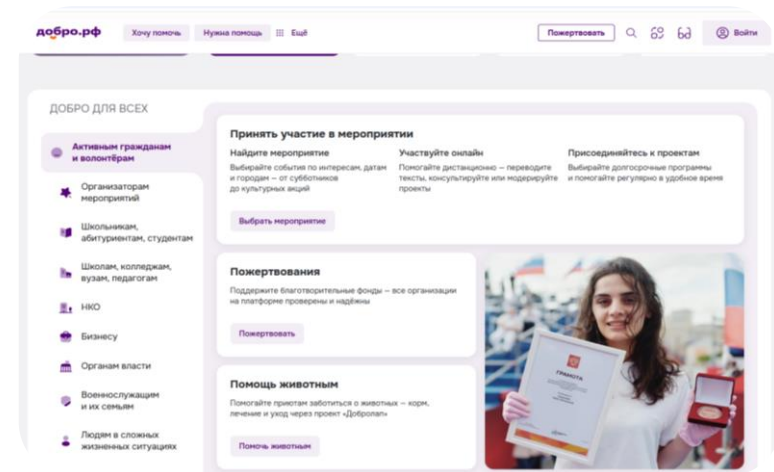 добро.рф Хочу помочь Нужна помощь Ещё Пожертвовать Войти
ДОБРО ДЛЯ ВСЕХ
Активным гражданам
и волонтёрам
Организаторам
мероприятий
Школьникам,
абитуриентам, студентам
Школам, колледжам,
вузам, педагогам
НКО
Бизнесу
Органам власти
Военнослужащим
и их семьям
Людям в сложных
жизненных ситуациях
Принять участие в мероприятии
Найдите мероприятие
Выбирайте события по интересам, датам
и городам — от субботников
до культурных акций
Участвуйте онлайн
Помогайте дистанционно — переводите
тексты, консультируйте или модерируйте
проекты
Присоединяйтесь к проектам
Выбирайте долгосрочные программы
и помогайте регулярно в удобное время
Выбрать мероприятие
Пожертвования
Поддержите благотворительные фонды — все организации
на платформе проверены и надёжны
Пожертвовать
Помощь животным
Помогайте приютам заботиться о животных — корм,
лечение и уход через проект «Добролап»
Помочь животным
ГРАМОТА